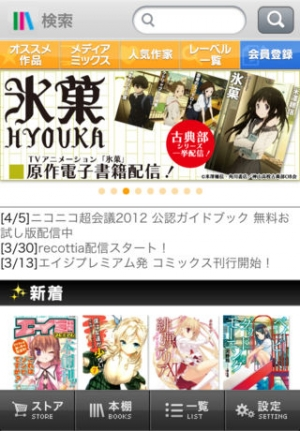 検索
オススメ
作品
メディア
ミックス
人気作家
レーベル
一覧
会員登録
氷菓
HYOUKA
TVアニメーション「氷菓」
原作電子書籍配信！
古典部
シリーズ
一挙配信！
[4/5]ニコニコ超会議2012 公認ガイドブック 無料お
試し版配信中
[3/30]recottia配信スタート！
[3/13]エイジプレミアム発 コミックス刊行開始！
新着
ストア
STORE
本棚
BOOKS
一覧
LIST
設定
SETTING